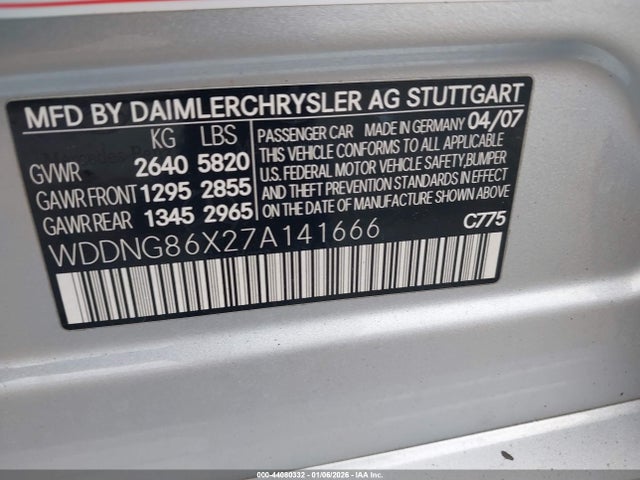 MFD BY DAIMLERCHRYSLER AG STUTTGART
KG LBS
GVWR 2640 5820
GAWR FRONT 1295 2855
GAWR REAR 1345 2965
PASSENGER CAR MADE IN GERMANY 04/07
THIS VEHICLE CONFORMS TO ALL APPLICABLE
U.S. FEDERAL MOTOR VEHICLE SAFETY, BUMPER
AND THEFT PREVENTION STANDARDS IN EFFECT
ON THE DATE OF MANUFACTURE SHOWN ABOVE.
WDDNG86X27A141666
C775
000-44080332 - 01/06/2026 - IAAI.COM